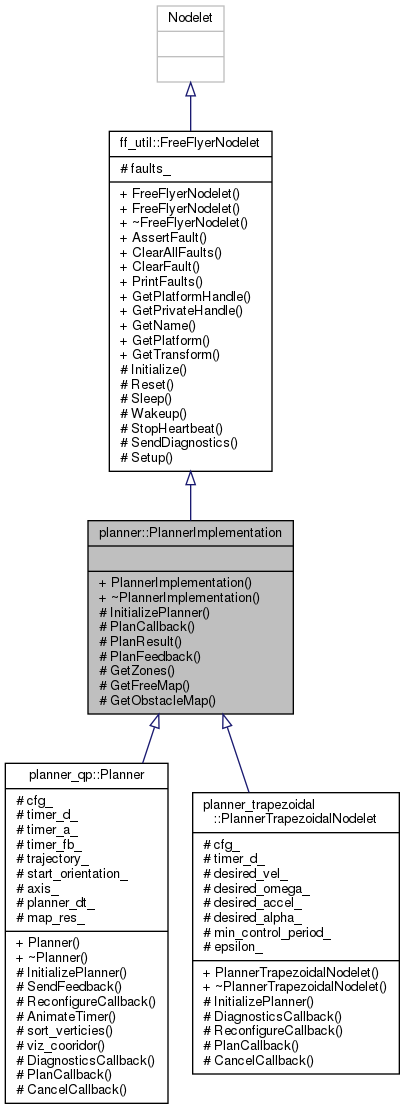 Nodelet
ff_util::FreeFlyerNodelet
# faults_
+ FreeFlyerNodelet()
+ FreeFlyerNodelet()
+ ~FreeFlyerNodelet()
+ AssertFault()
+ ClearAllFaults()
+ ClearFault()
+ PrintFaults()
+ GetPlatformHandle()
+ GetPrivateHandle()
+ GetName()
+ GetPlatform()
+ GetTransform()
# Initialize()
# Reset()
# Sleep()
# Wakeup()
# StopHeartbeat()
# SendDiagnostics()
# Setup()
planner::PlannerImplementation
+ PlannerImplementation()
+ ~PlannerImplementation()
# InitializePlanner()
# PlanCallback()
# PlanResult()
# PlanFeedback()
# GetZones()
# GetFreeMap()
# GetObstacleMap()
planner_qp::Planner
# cfg_
# timer_d_
# timer_a_
# timer_fb_
# trajectory_
# start_orientation_
# axis_
# planner_dt_
# map_res_
+ Planner()
+ ~Planner()
# InitializePlanner()
# SendFeedback()
# ReconfigureCallback()
# AnimateTimer()
# sort_verticies()
# viz_cooridor()
# DiagnosticsCallback()
# PlanCallback()
# CancelCallback()
planner_trapezoidal
::PlannerTrapezoidalNodelet
# cfg_
# timer_d_
# desired_vel_
# desired_omega_
# desired_accel_
# desired_alpha_
# min_control_period_
# epsilon_
+ PlannerTrapezoidalNodelet()
+ ~PlannerTrapezoidalNodelet()
# InitializePlanner()
# DiagnosticsCallback()
# ReconfigureCallback()
# PlanCallback()
# CancelCallback()